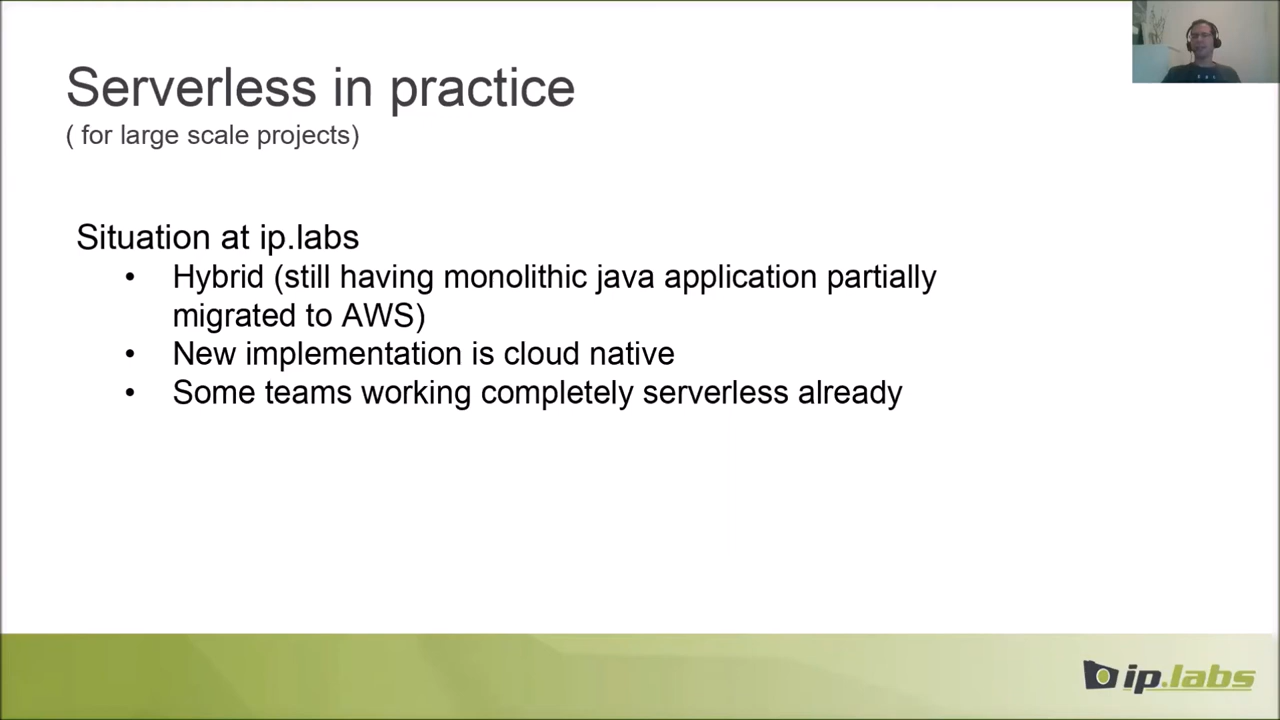 Serverless in practice
( for large scale projects)
Situation at ip.labs
• Hybrid (still having monolithic java application partially
migrated to AWS)
• New implementation is cloud native
• Some teams working completely serverless already
ip.labs